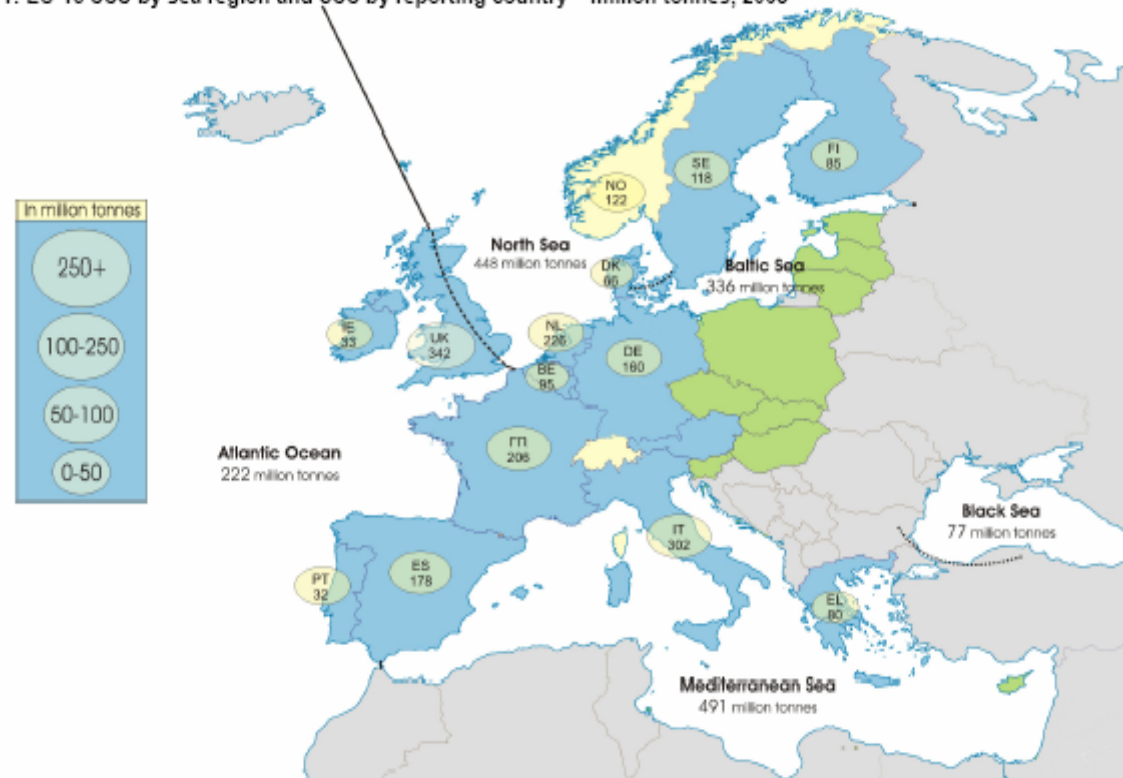 In million tonnes
250+
100-250
50-100
0-50
FI
85
SE
118
NO
122
North Sea
448 million tonnes
DK
66
Baltic Sea
336 million tonnes
IE
33
UK
342
NL
226
DE
160
BE
95
FR
206
Atlantic Ocean
222 million tonnes
Black Sea
77 million tonnes
IT
302
PT
32
ES
178
EL
80
Mediterranean Sea
491 million tonnes